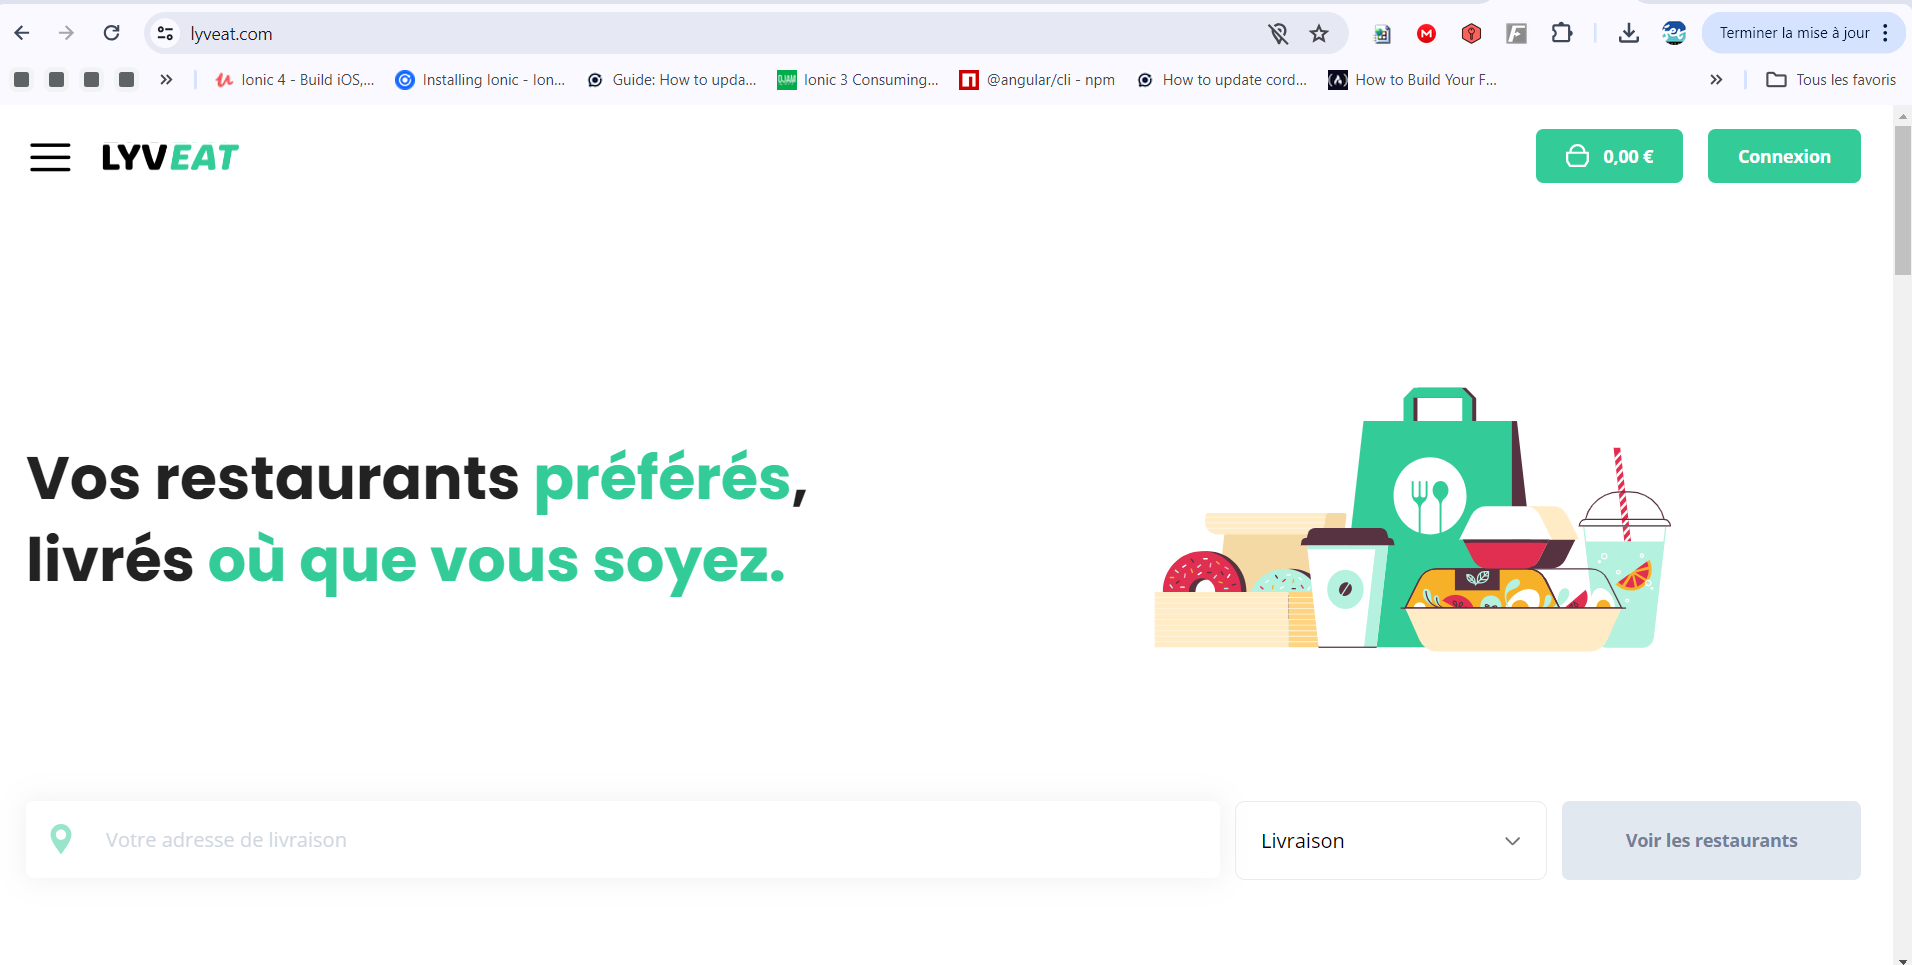 lyveat.com
Terminer la mise à jour
Ionic 4 - Build iOS,...
Installing Ionic - Ion...
Guide: How to upda...
Ionic 3 Consuming...
@angular/cli - npm
How to update cord...
How to Build Your F...
Tous les favoris
LYVEAT
0,00 €
Connexion
Vos restaurants préférés,
livrés où que vous soyez.
Votre adresse de livraison
Livraison
Voir les restaurants